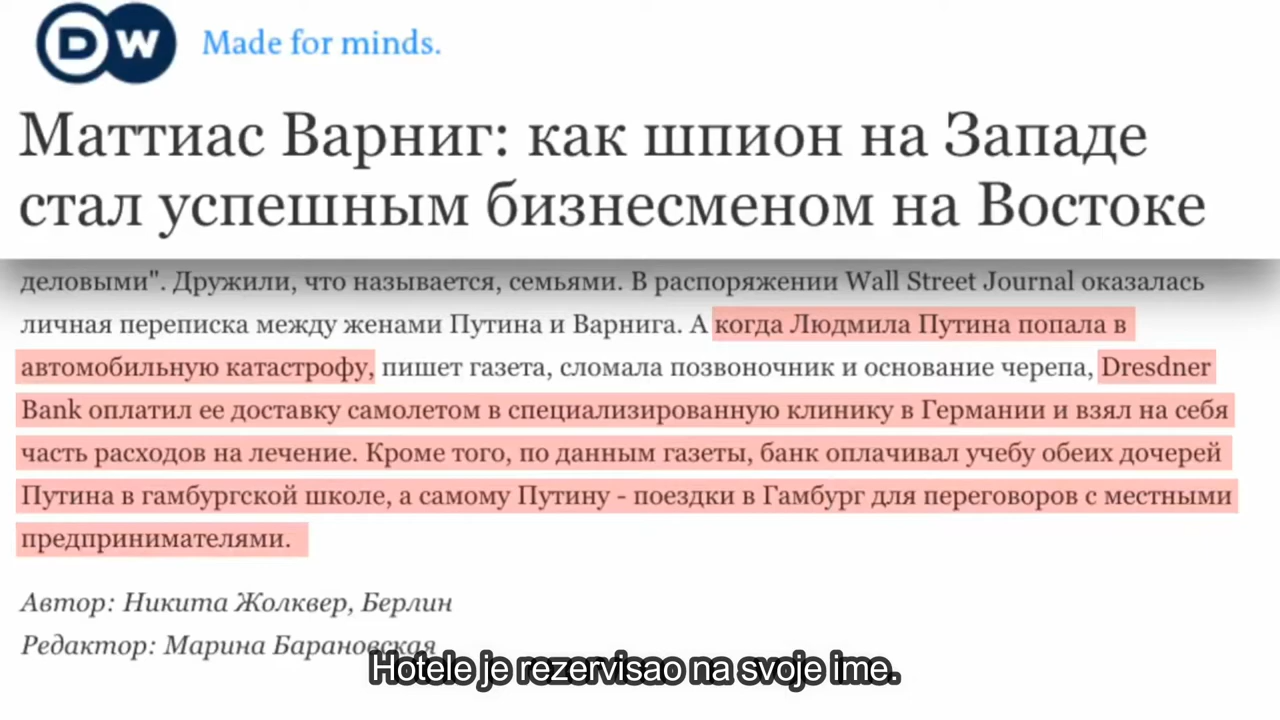 DW Made for minds.
Маттиас Варниг: как шпион на Западе
стал успешным бизнесменом на Востоке
деловыми". Дружили, что называется, семьями. В распоряжении Wall Street Journal оказалась
личная переписка между женами Путина и Варнига. А когда Людмила Путина попала в
автомобильную катастрофу, пишет газета, сломала позвоночник и основание черепа, Dresdner
Bank оплатил ее доставку самолетом в специализированную клинику в Германии и взял на себя
часть расходов на лечение. Кроме того, по данным газеты, банк оплачивал учебу обеих дочерей
Путина в гамбургской школе, а самому Путину - поездки в Гамбург для переговоров с местными
предпринимателями.
Автор: Никита Жолквер, Берлин
Редактор: Марина Барановская
Hotele je rezervisao na svoje ime.